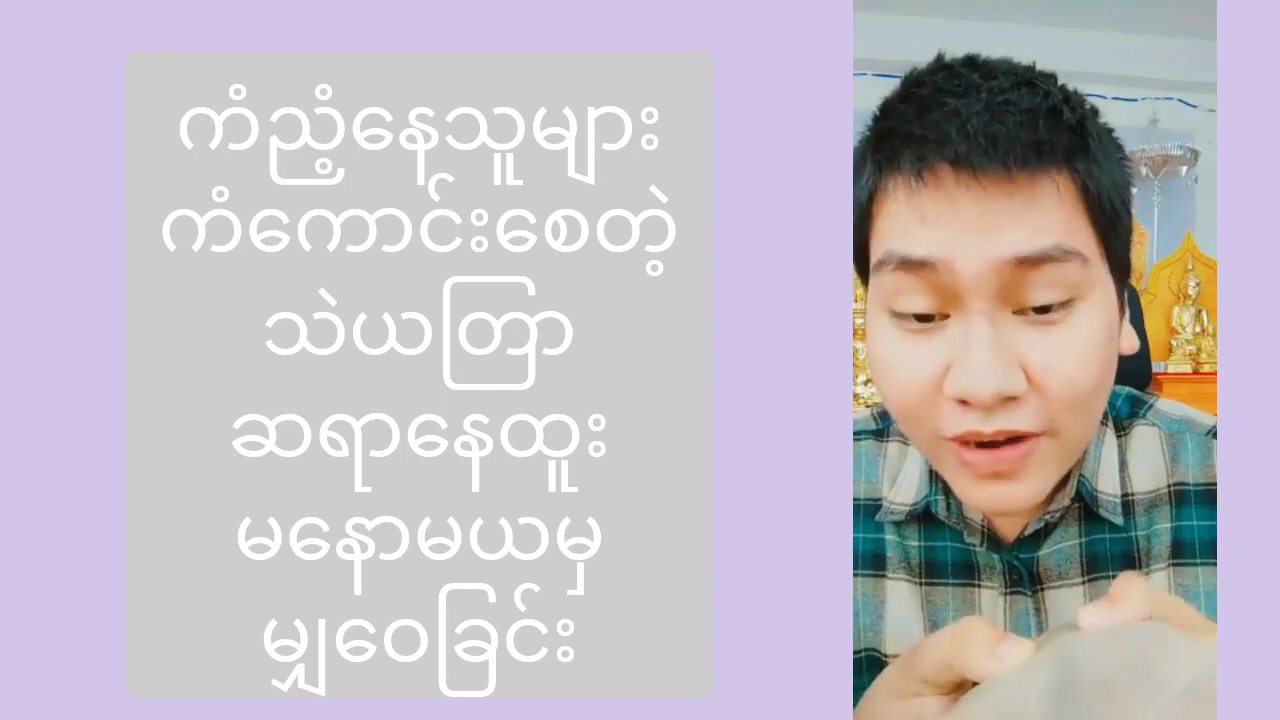 ကံညံ့နေသူများ
ကံကောင်းစေတဲ့
သဲယတြာ
ဆရာနေထူး
မနောမယမှ
မျှဝေခြင်း